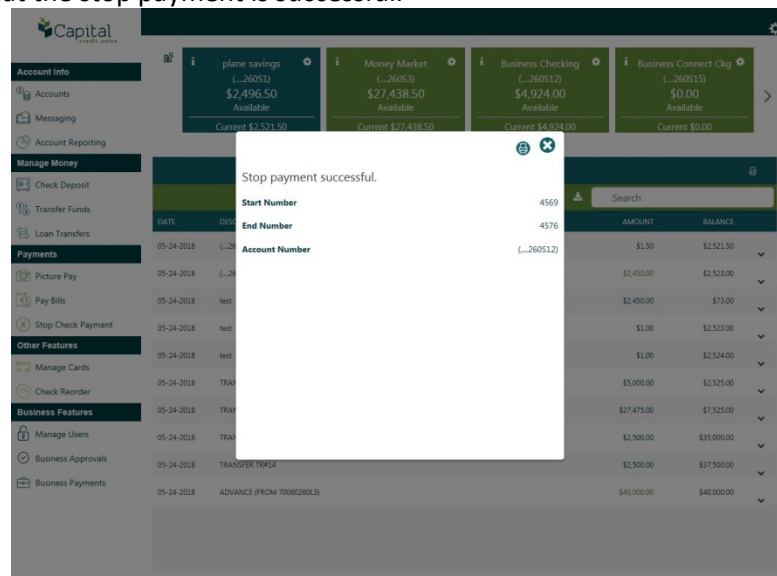 at the stop payment is successful.
Capital
credit union
Account Info
Accounts
Messaging
Account Reporting
Manage Money
Check Deposit
Transfer Funds
Loan Transfers
Payments
Picture Pay
Pay Bills
Stop Check Payment
Other Features
Manage Cards
Check Reorder
Business Features
Manage Users
Business Approvals
Business Payments
i plane savings
(....260S1)
$2,496.50
Available
Current $2,521.50
i Money Market
(....260S3)
$27,438.50
Available
Current $27,438.50
i Business Checking
(....260S12)
$4,924.00
Available
Current $4,924.00
i Business Connect Ckg
(....260S15)
$0.00
Available
Current $0.00
Stop payment successful.
Start Number 4569
End Number 4576
Account Number (....260S12)
Search
DATE DESC AMOUNT BALANCE
05-24-2018 (....26 $1.50 $2,521.50
05-24-2018 (....26 $2,450.00 $2,523.00
05-24-2018 test $2,450.00 $73.00
05-24-2018 test $1.00 $2,523.00
05-24-2018 test $1.00 $2,524.00
05-24-2018 TRAN $5,000.00 $2,525.00
05-24-2018 TRAN $27,475.00 $7,525.00
05-24-2018 TRAN $2,500.00 $35,000.00
05-24-2018 TRANSFER TR#14 $2,500.00 $37,500.00
05-24-2018 ADVANCE (FROM 70060260L3) $40,000.00 $40,000.00